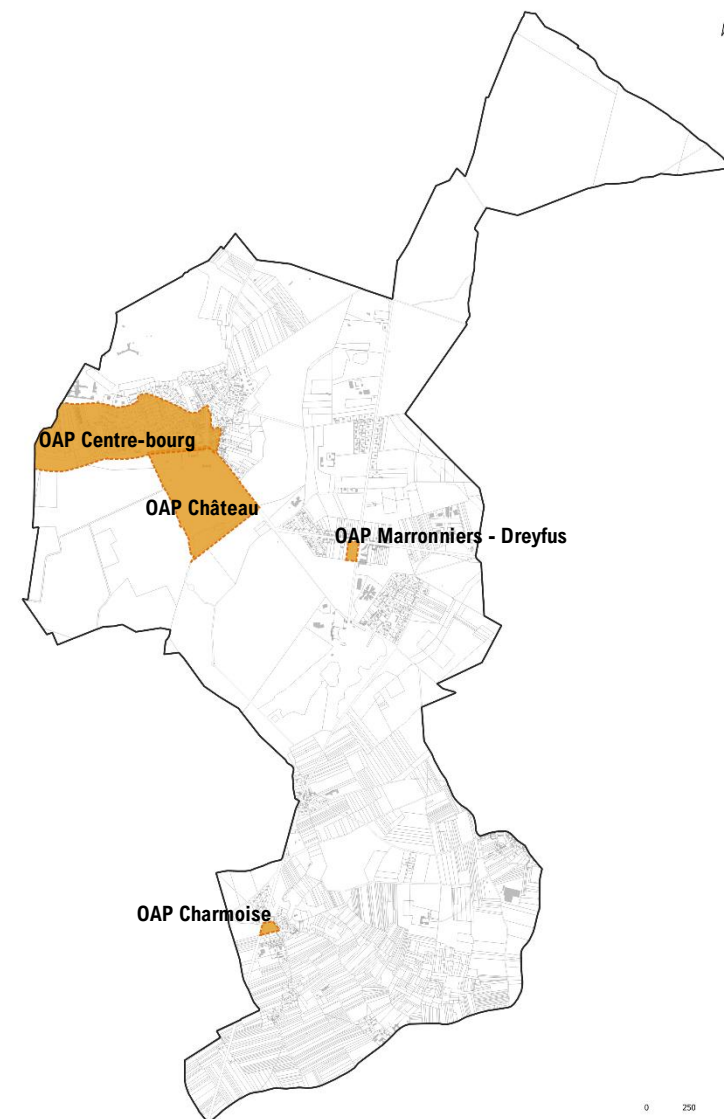 OAP Centre-bourg
OAP Château
OAP Marronniers - Dreyfus
OAP Charmoise
0 250